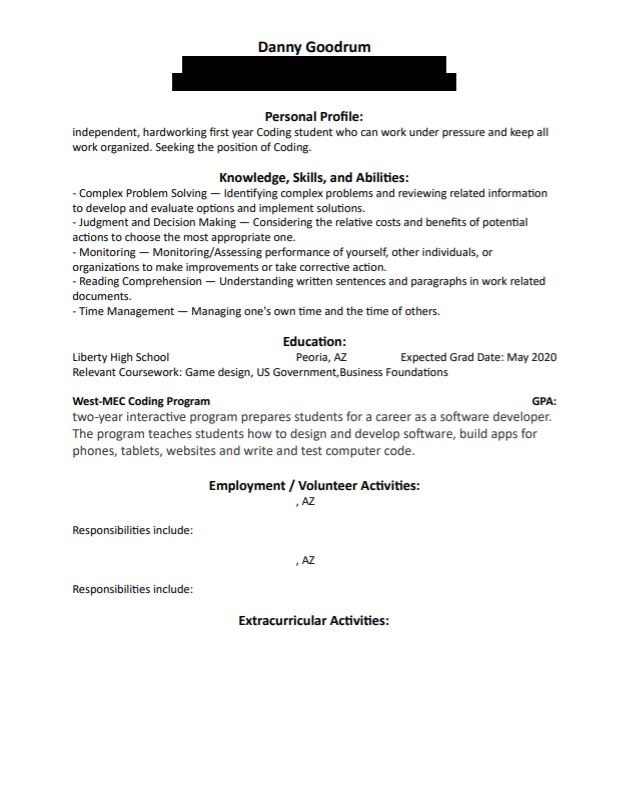 Danny Goodrum
Personal Profile:
independent, hardworking first year Coding student who can work under pressure and keep all
work organized. Seeking the position of Coding.
Knowledge, Skills, and Abilities:
- Complex Problem Solving — Identifying complex problems and reviewing related information
to develop and evaluate options and implement solutions.
- Judgment and Decision Making — Considering the relative costs and benefits of potential
actions to choose the most appropriate one.
- Monitoring — Monitoring/Assessing performance of yourself, other individuals, or
organizations to make improvements or take corrective action.
- Reading Comprehension — Understanding written sentences and paragraphs in work related
documents.
- Time Management — Managing one's own time and the time of others.
Education:
Liberty High School Peoria, AZ Expected Grad Date: May 2020
Relevant Coursework: Game design, US Government,Business Foundations
West-MEC Coding Program GPA:
two-year interactive program prepares students for a career as a software developer.
The program teaches students how to design and develop software, build apps for
phones, tablets, websites and write and test computer code.
Employment / Volunteer Activities:
, AZ
Responsibilities include:
, AZ
Responsibilities include:
Extracurricular Activities: